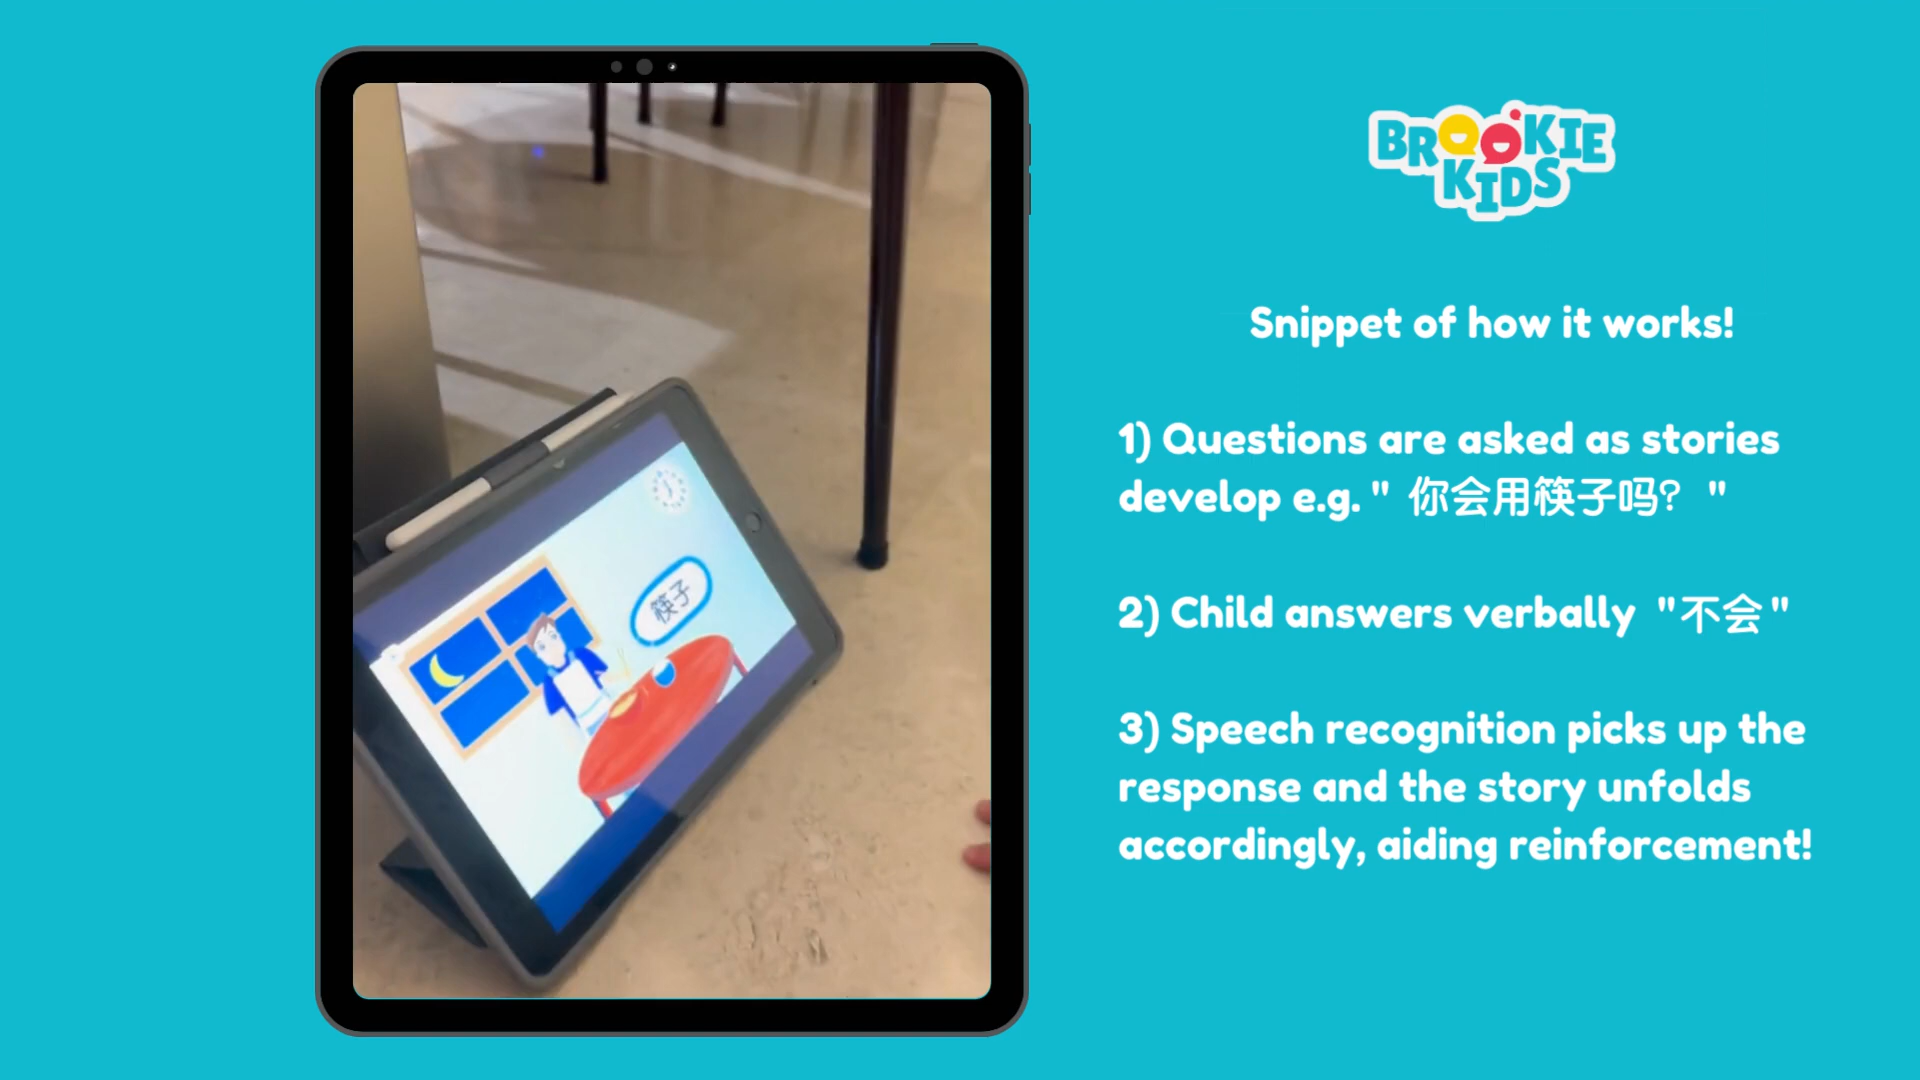 BROOKIE
KIDS
Snippet of how it works!
1) Questions are asked as stories
develop e.g. " 你会用筷子吗? "
2) Child answers verbally "不会"
3) Speech recognition picks up the
response and the story unfolds
accordingly, aiding reinforcement!
筷子